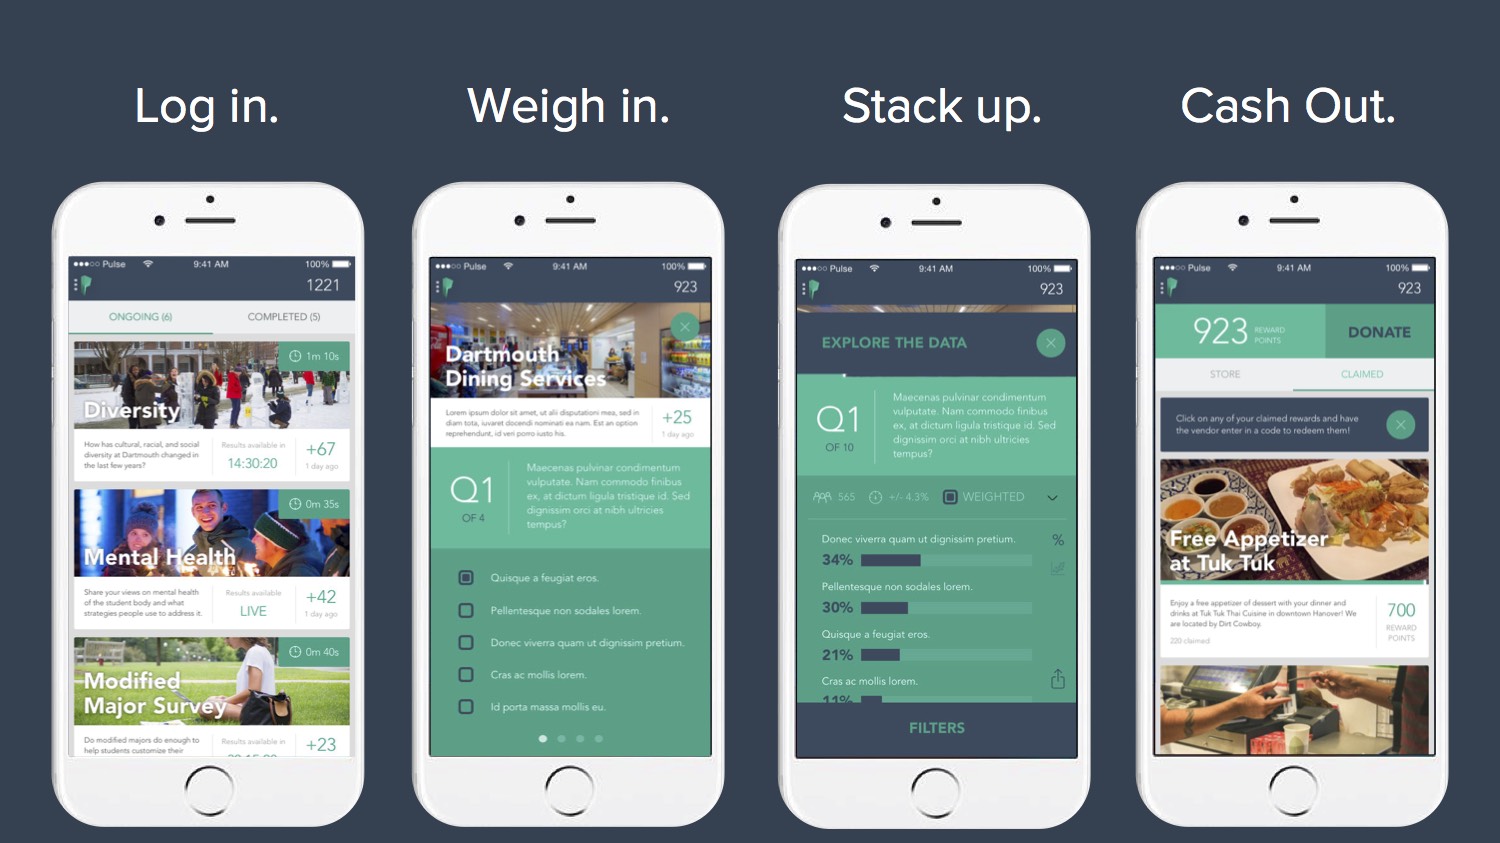 Log in.
Weigh in.
Stack up.
Cash Out.
Pulse
9:41 AM
100%
1221
ONGOING (6)
COMPLETED (5)
1m 10s
Diversity
How has cultural, racial, and social
diversity at Dartmouth changed in
the last few years?
Results available in
14:30:20
+67
1 day ago
0m 35s
Mental Health
Share your views on mental health
of the student body and what
strategies people use to address it.
Results available
LIVE
+42
1 day ago
0m 40s
Modified
Major Survey
Do modified majors do enough to
help students customize their
Results available in
+23
Pulse
9:41 AM
100%
923
Dartmouth
Dining Services
Lorem ipsum dolor sit amet, ut alii disputationi mea, sed in
diam tota, iuvaret docendi nominati ea nam. Est an option
reprehendunt, id veri porro iusto his.
+25
1 day ago
Q1
OF 4
Maecenas pulvinar condimentum
vulputate. Nam commodo finibus
ex, at dictum ligula tristique id. Sed
dignissim orci at nibh ultricies
tempus?
Quisque a feugiat eros.
Pellentesque non sodales lorem.
Donec viverra quam ut dignissim pretium.
Cras ac mollis lorem.
Id porta massa mollis eu.
Pulse
9:41 AM
100%
923
EXPLORE THE DATA
Q1
OF 10
Maecenas pulvinar condimentum
vulputate. Nam commodo finibus
ex, at dictum ligula tristique id. Sed
dignissim orci at nibh ultricies
tempus?
565
+/- 4.3%
WEIGHTED
Donec viverra quam ut dignissim pretium.
34%
%
Pellentesque non sodales lorem.
30%
Quisque a feugiat eros.
21%
Cras ac mollis lorem.
11%
FILTERS
Pulse
9:41 AM
100%
923
923
REWARD
POINTS
DONATE
STORE
CLAIMED
Click on any of your claimed rewards and have
the vendor enter in a code to redeem them!
Free Appetizer
at Tuk Tuk
Enjoy a free appetizer of dessert with your dinner and
drinks at Tuk Tuk Thai Cuisine in downtown Hanover! We
are located by Dirt Cowboy.
220 claimed
700
REWARD
POINTS